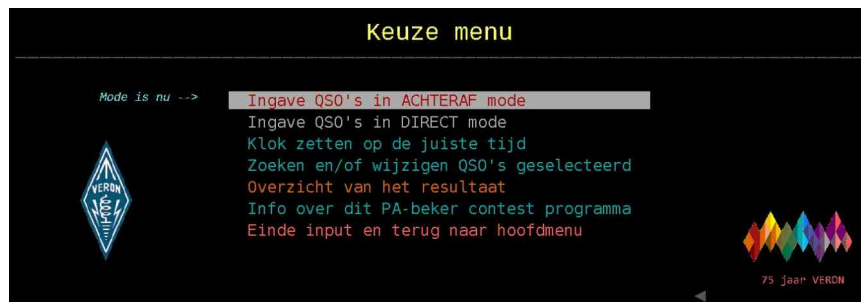 Keuze menu
Mode is nu -->
Ingave QSO's in ACHTERAF mode
Ingave QSO's in DIRECT mode
Klok zetten op de juiste tijd
Zoeken en/of wijzigen QSO's geselecteerd
Overzicht van het resultaat
Info over dit PA-beker contest programma
Einde input en terug naar hoofdmenu
VERON
75 jaar VERON